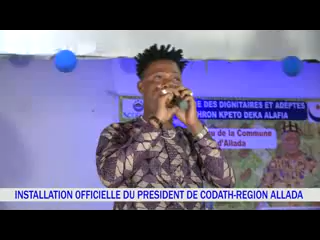 E DES DIGNITAIRES ET ADEPTES
HRON KPETO DEKA ALAFIA
de la Commune
d'Allada
INSTALLATION OFFICIELLE DU PRESIDENT DE CODATH-REGION ALLADA